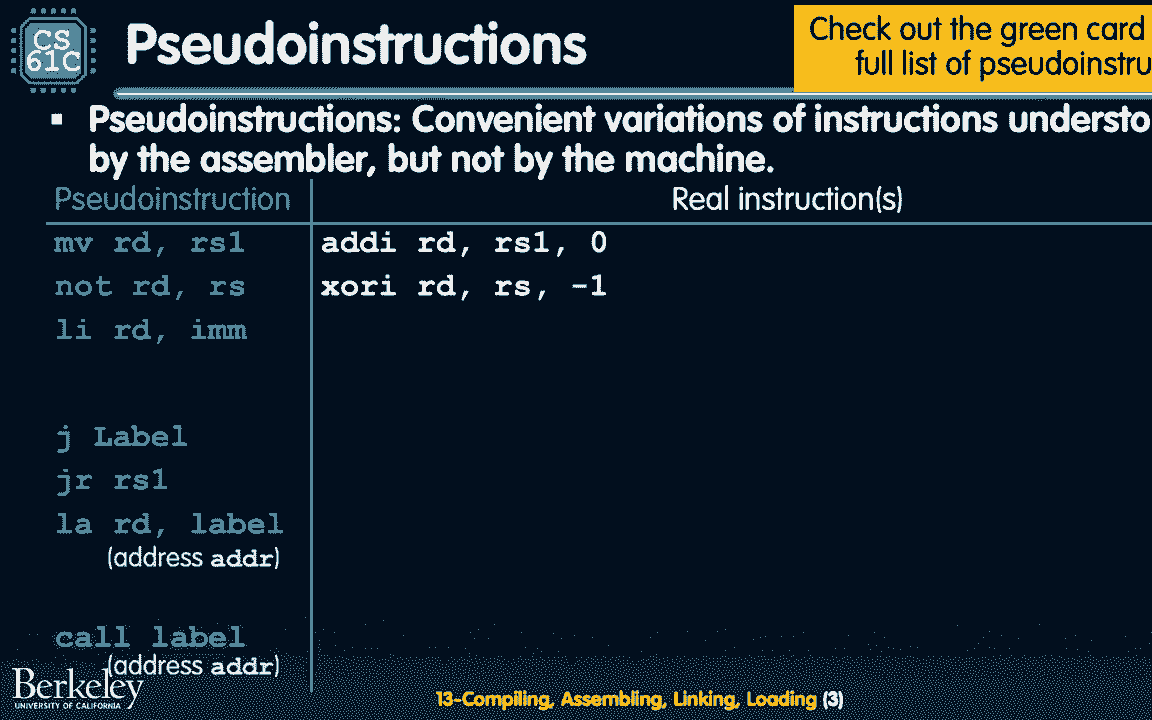 CS
61C
Pseudoinstructions
Check out the green card
full list of pseudoinstru
▪ Pseudoinstructions: Convenient variations of instructions understo
by the assembler, but not by the machine.
Pseudoinstruction Real instruction(s)
mv rd, rs1 addi rd, rs1, 0
not rd, rs xori rd, rs, -1
li rd, imm
j Label
jr rs1
la rd, label
(address addr)
call label
(address addr)
Berkeley
UNIVERSITY OF CALIFORNIA
13-Compiling, Assembling, Linking, Loading (3)